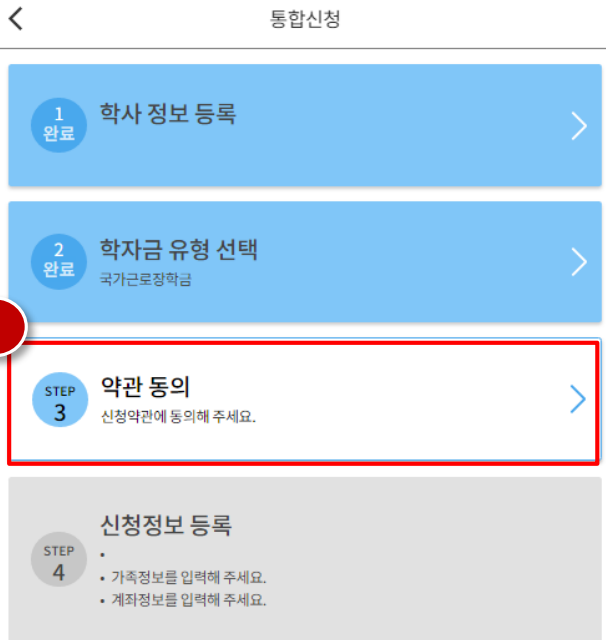 통합신청
1
완료
학사 정보 등록
2
완료
학자금 유형 선택
국가근로장학금
STEP
3
약관 동의
신청약관에 동의해 주세요.
STEP
4
신청정보 등록
•
• 가족정보를 입력해 주세요.
• 계좌정보를 입력해 주세요.